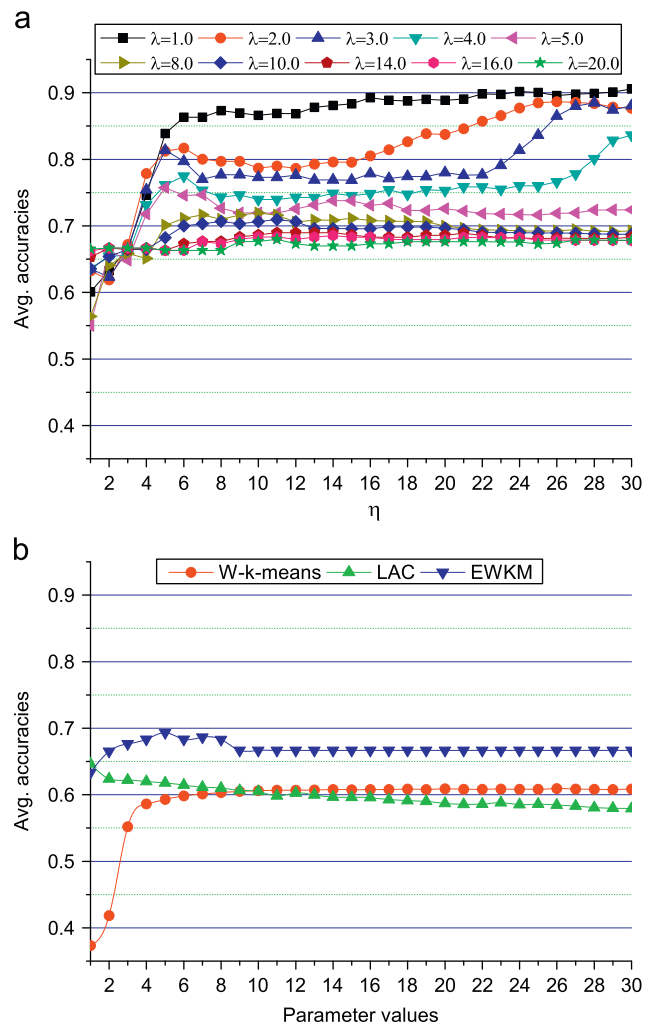 a
λ=1.0 λ=2.0 λ=3.0 λ=4.0 λ=5.0
λ=8.0 λ=10.0 λ=14.0 λ=16.0 λ=20.0
0.9
0.8
0.7
0.6
0.5
0.4
Avg. accuracies
2 4 6 8 10 12 14 16 18 20 22 24 26 28 30
η
b
W-k-means LAC EWKM
0.9
0.8
0.7
0.6
0.5
0.4
Avg. accuracies
2 4 6 8 10 12 14 16 18 20 22 24 26 28 30
Parameter values